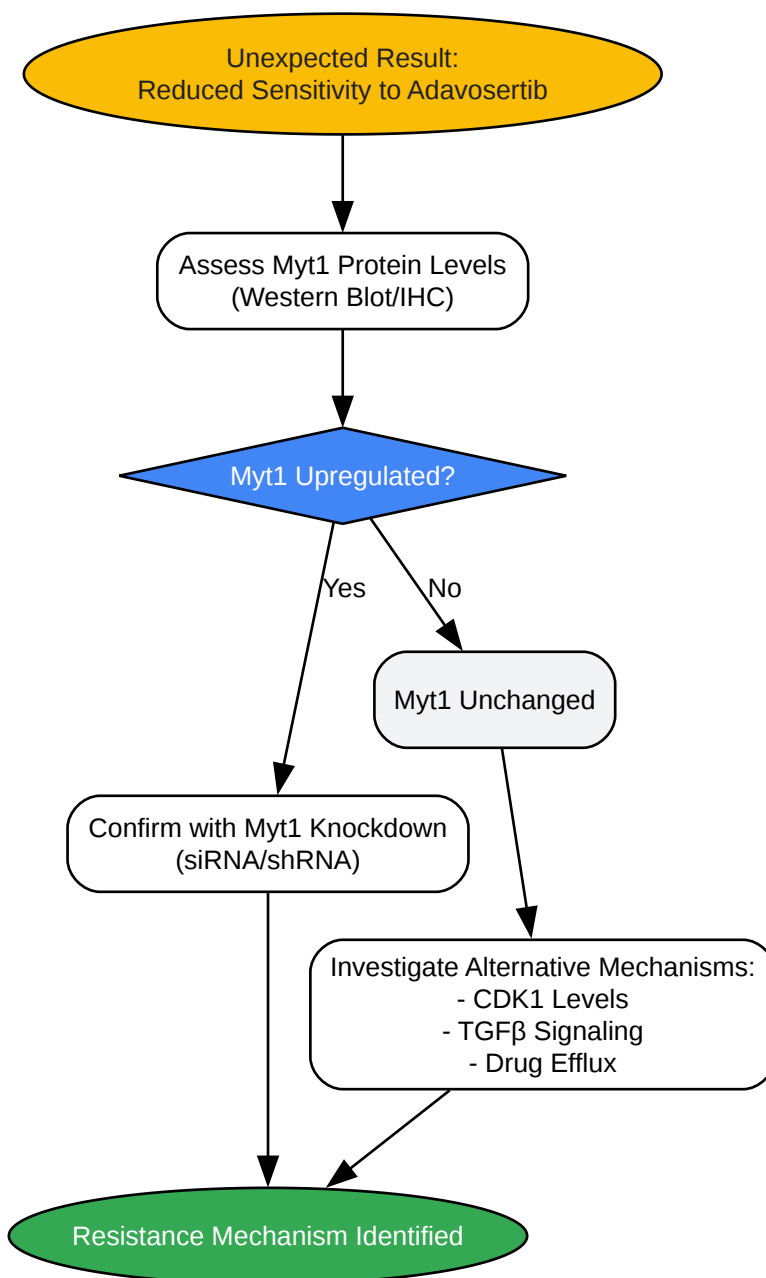 Unexpected Result:
Reduced Sensitivity to Adavosertib
Assess Myt1 Protein Levels
(Western Blot/IHC)
Myt1 Upregulated?
Yes
No
Myt1 Unchanged
Confirm with Myt1 Knockdown
(siRNA/shRNA)
Investigate Alternative Mechanisms:
- CDK1 Levels
- TGFβ Signaling
- Drug Efflux
Resistance Mechanism Identified